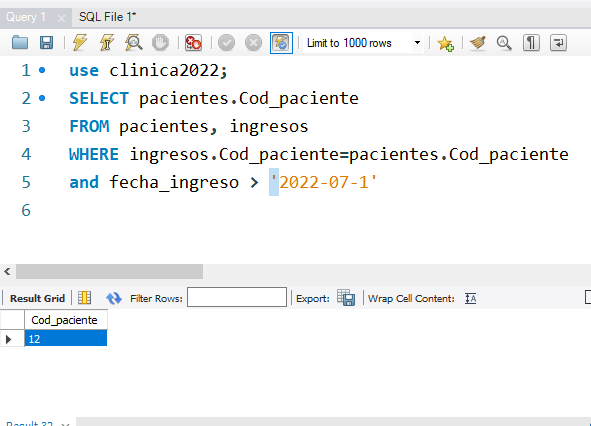 Query 1 SQL File 1*
Limit to 1000 rows
1 use clinica2022;
2 SELECT pacientes.Cod_paciente
3 FROM pacientes, ingresos
4 WHERE ingresos.Cod_paciente=pacientes.Cod_paciente
5 and fecha_ingreso > '2022-07-1'
6
Result Grid Filter Rows: Export: Wrap Cell Content: IA
Cod_paciente
12
Result 32